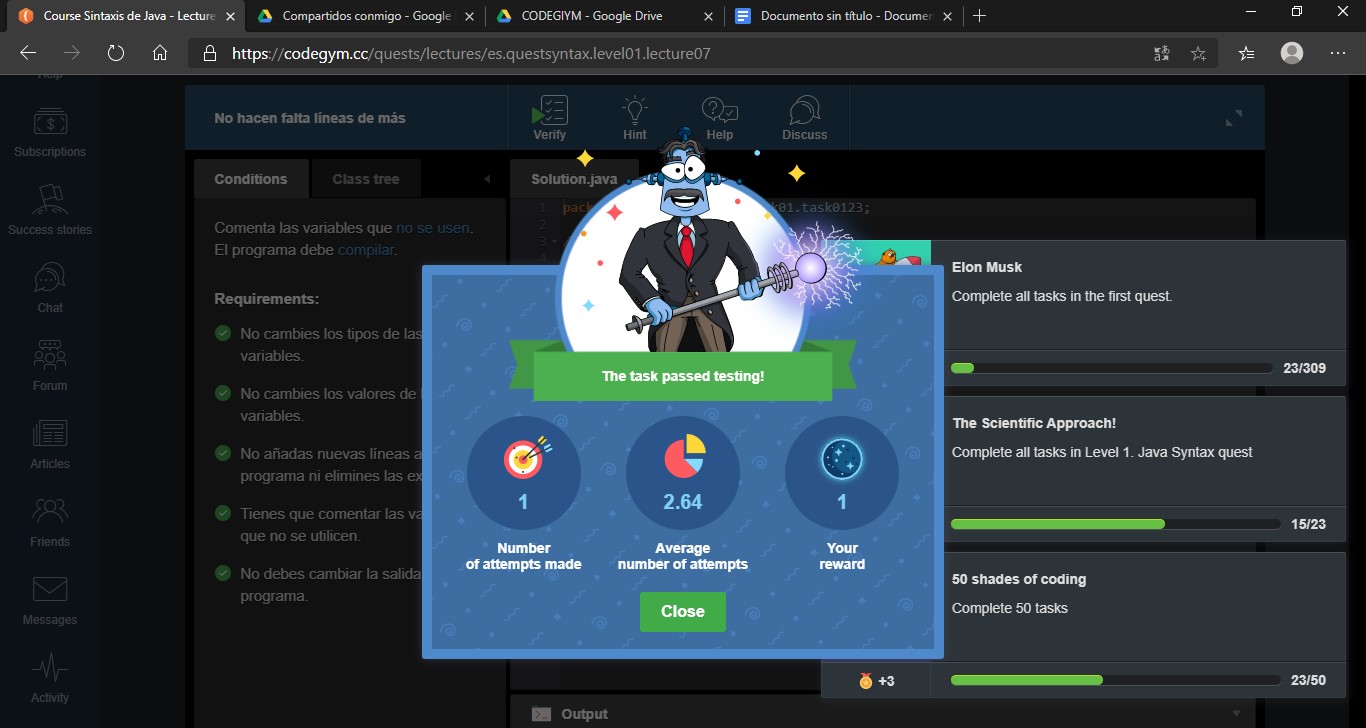 Course Sintaxis de Java - Lecture
Compartidos conmigo - Google
CODEGIYM - Google Drive
Documento sin título - Documen
https://codegym.cc/quests/lectures/es.questsyntax.level01.lecture07
Help
Subscriptions
Success stories
Chat
Forum
Articles
Friends
Messages
Activity
No hacen falta líneas de más
Verify
Hint
Help
Discuss
Conditions
Class tree
Comenta las variables que no se usen.
El programa debe compilar.
Requirements:
No cambies los tipos de las
variables.
No cambies los valores de
variables.
No añadas nuevas líneas a
programa ni elimines las ex
Tienes que comentar las va
que no se utilicen.
No debes cambiar la salida
programa.
Solution.java
1 pac k01.task0123;
2
3
4
The task passed testing!
1
Number
of attempts made
2.64
Average
number of attempts
1
Your
reward
Close
Elon Musk
Complete all tasks in the first quest.
23/309
The Scientific Approach!
Complete all tasks in Level 1. Java Syntax quest
15/23
50 shades of coding
Complete 50 tasks
+3
23/50
Output